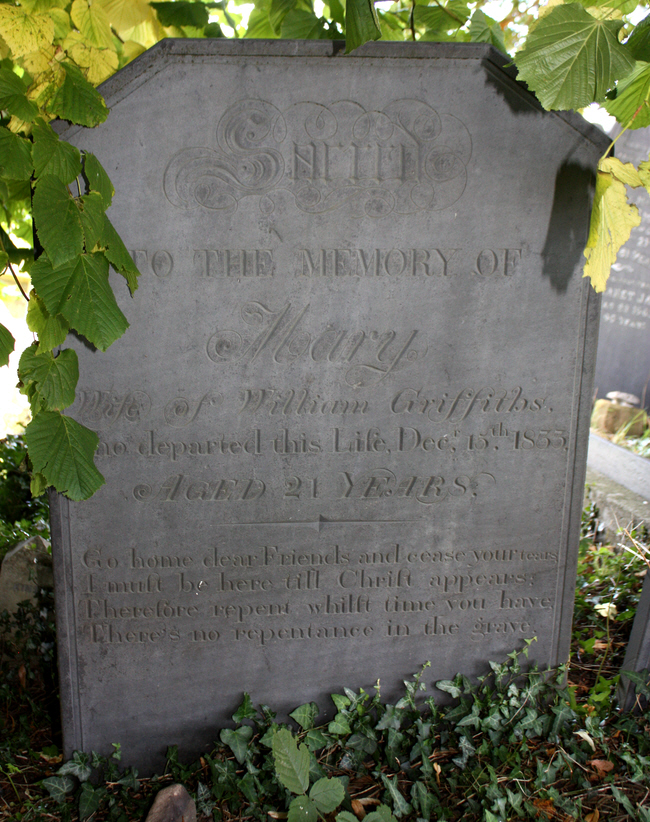 Sacred
TO THE MEMORY OF
Mary
Wife of William Griffiths.
who departed this Life, Decr. 15th. 1833.
AGED 21 YEARS.
Go home dear Friends and cease your tears
I muſt be here till Chriſt appears;
Therefore repent whilſt time you have,
There's no repentance in the grave.